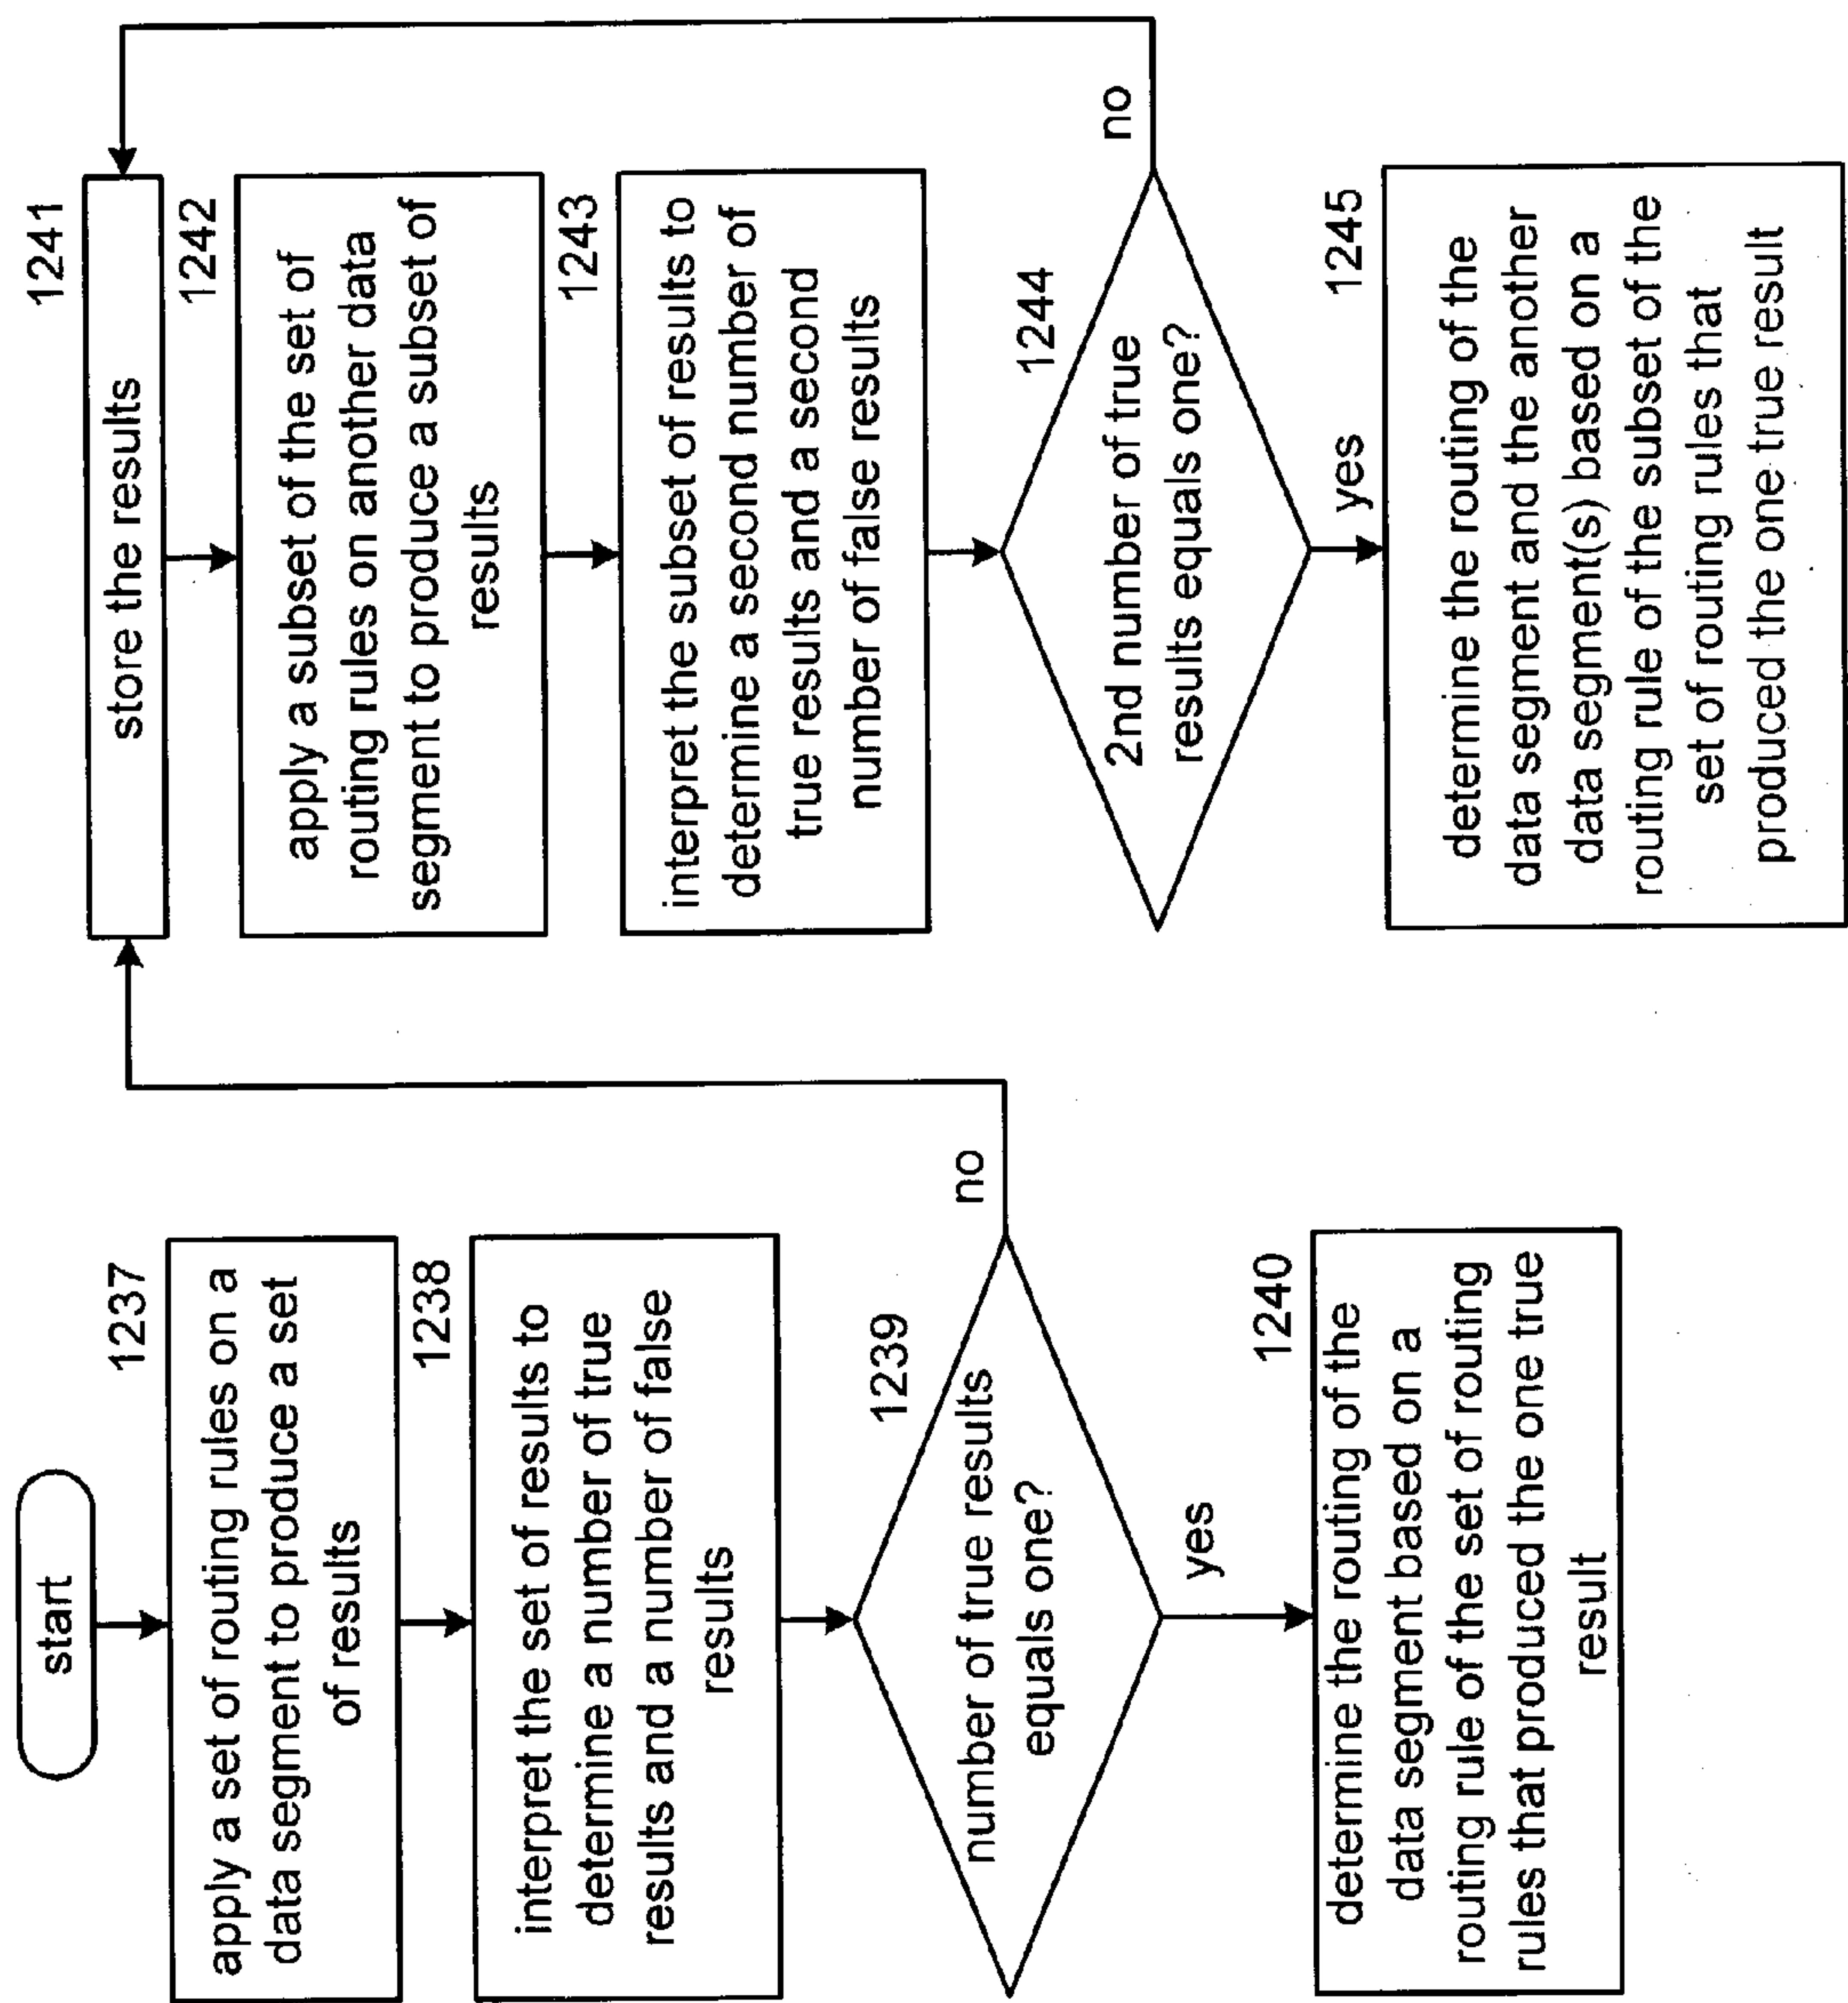 start
1237
apply a set of routing rules on a
data segment to produce a set
of results
1238
interpret the set of results to
determine a number of true
results and a number of false
results
1239
number of true results
equals one?
no
yes
1240
determine the routing of the
data segment based on a
routing rule of the set of routing
rules that produced the one true
result
1241
store the results
1242
apply a subset of the set of
routing rules on another data
segment to produce a subset of
results
1243
interpret the subset of results to
determine a second number of
true results and a second
number of false results
1244
2nd number of true
results equals one?
no
yes
1245
determine the routing of the
data segment and the another
data segment(s) based on a
routing rule of the subset of the
set of routing rules that
produced the one true result